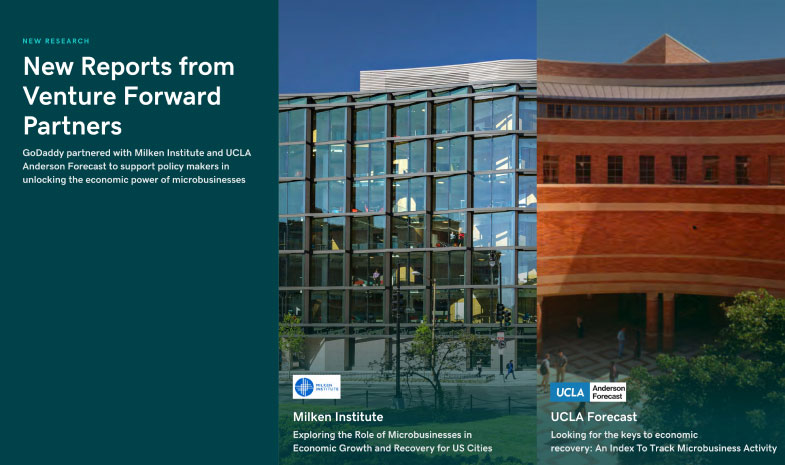 NEW RESEARCH
New Reports from
Venture Forward
Partners
GoDaddy partnered with Milken Institute and UCLA
Anderson Forecast to support policy makers in
unlocking the economic power of microbusinesses
MILKEN
INSTITUTE
Milken Institute
Exploring the Role of Microbusinesses in
Economic Growth and Recovery for US Cities
UCLA
Anderson
Forecast
UCLA Forecast
Looking for the keys to economic
recovery: An Index To Track Microbusiness Activity